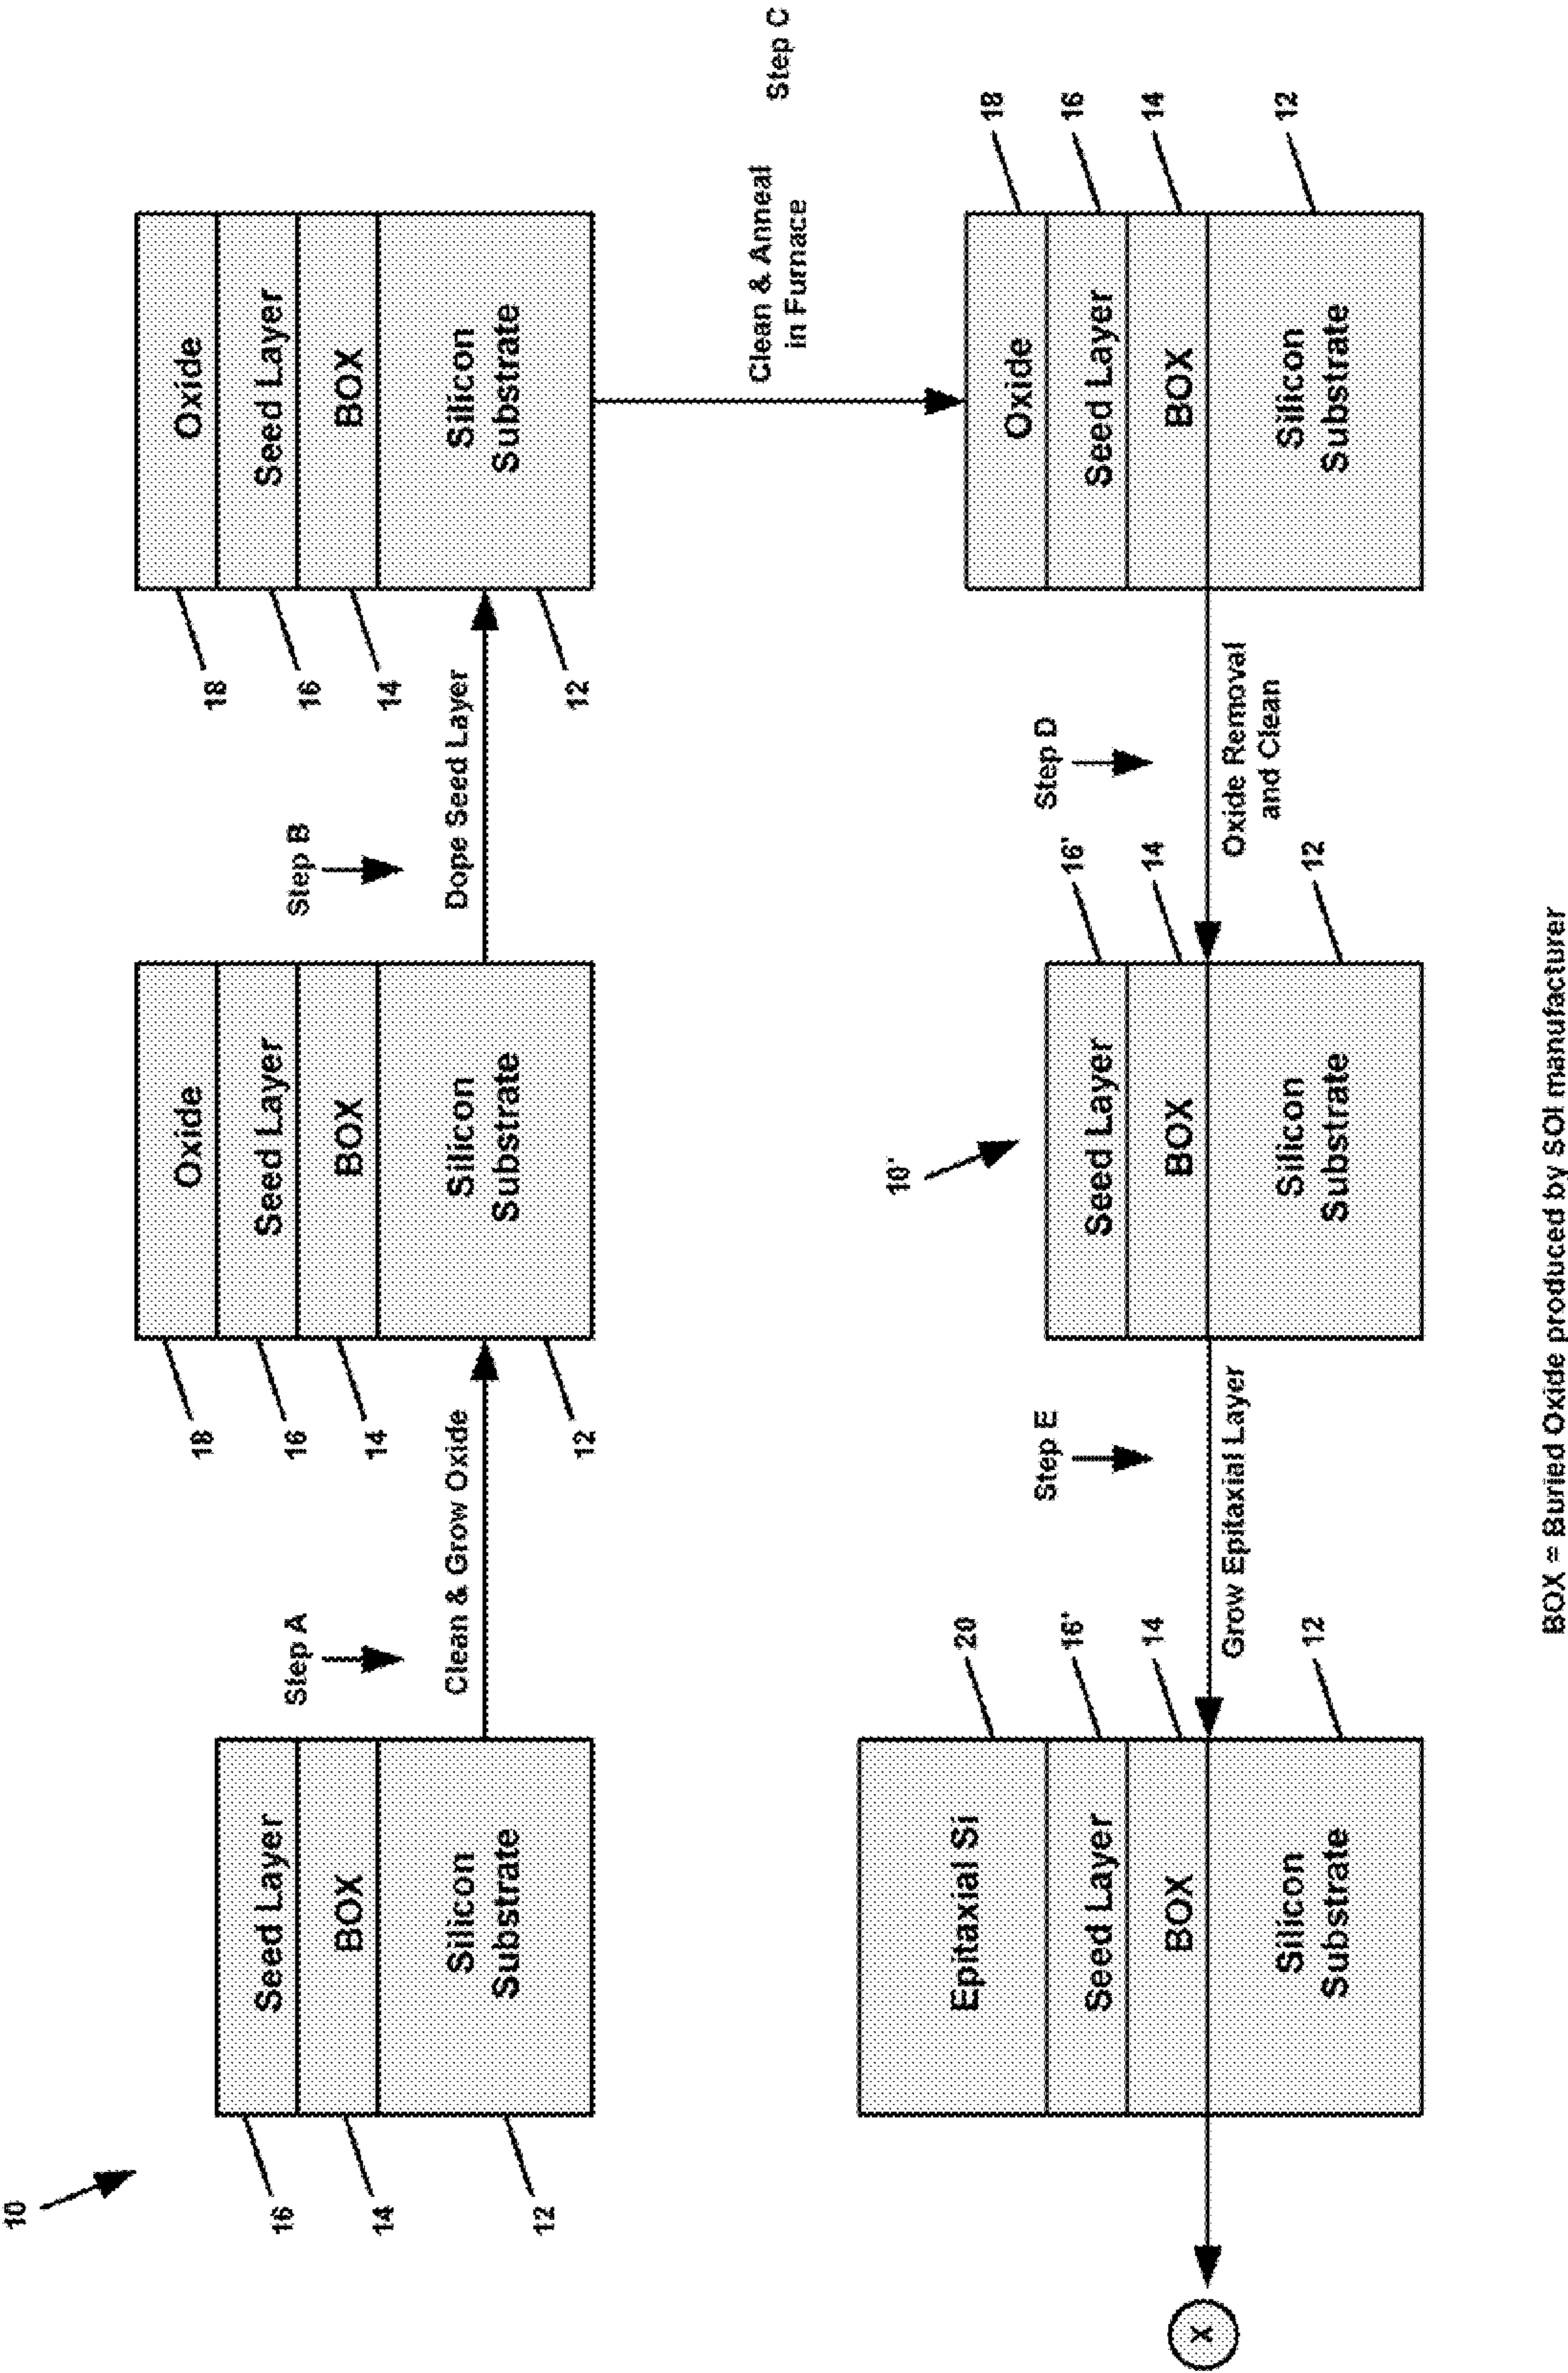 10
Seed Layer
BOX
Silicon
Substrate
16
14
12
Step A
Clean & Grow Oxide
Oxide
Seed Layer
BOX
Silicon
Substrate
18
16
14
12
Step B
Dope Seed Layer
Oxide
Seed Layer
BOX
Silicon
Substrate
18
16
14
12
Clean & Anneal
in Furnace
Step C
Oxide
Seed Layer
BOX
Silicon
Substrate
18
16
14
12
Step D
Oxide Removal
and Clean
10'
Seed Layer
BOX
Silicon
Substrate
16'
14
12
Step E
Grow Epitaxial Layer
Epitaxial Si
Seed Layer
BOX
Silicon
Substrate
20
16'
14
12
X
BOX = Buried Oxide produced by SOI manufacturer